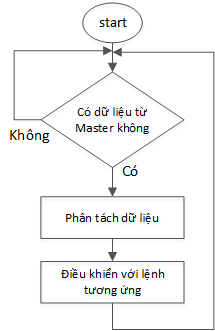 start
Có dữ liệu từ
Master không
Không
Có
Phân tách dữ liệu
Điều khiển với lệnh
tương ứng